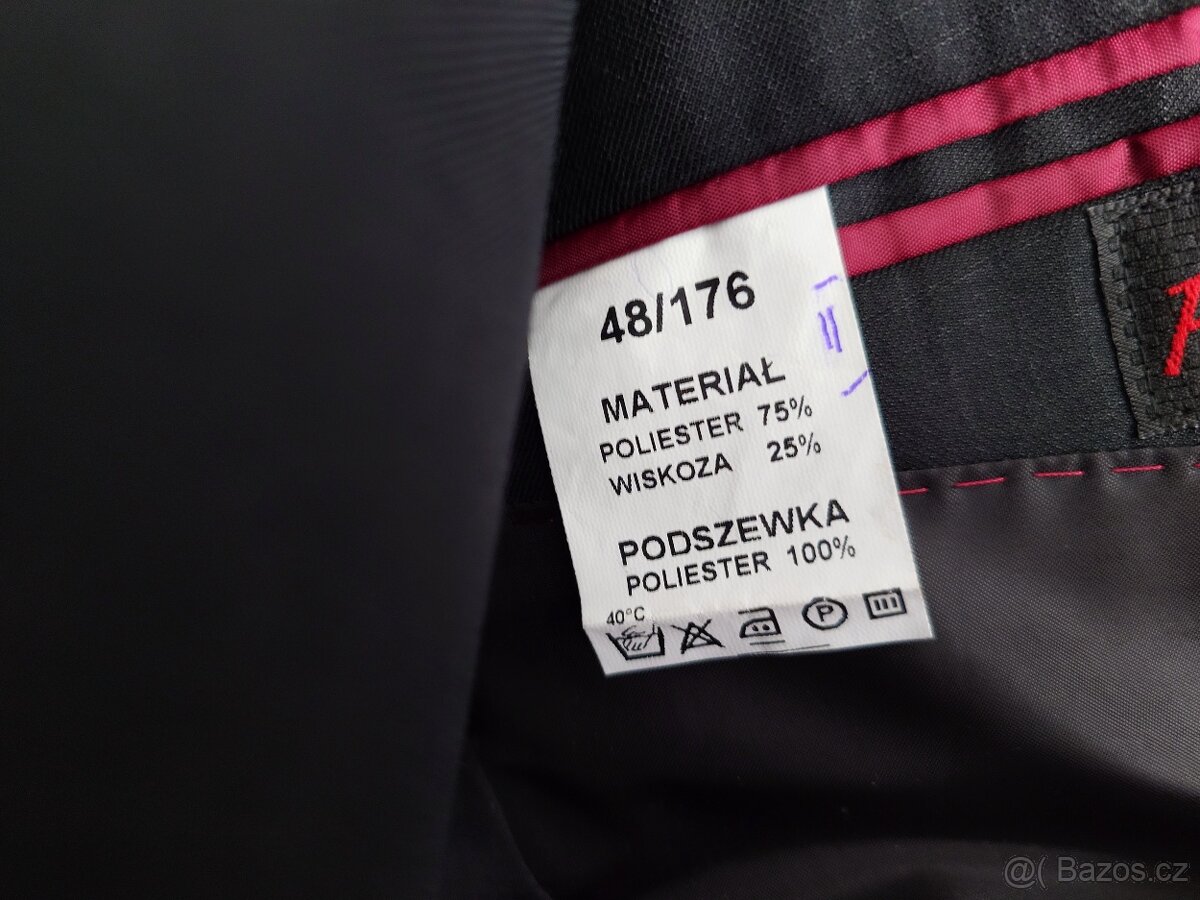 48/176
MATERIAŁ
POLIESTER 75%
WISKOZA 25%
PODSZEWKA
POLIESTER 100%
40°C
P
@( Bazos.cz